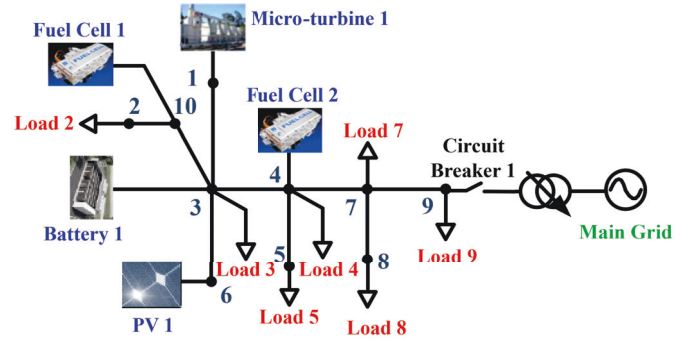 Micro-turbine 1
Fuel Cell 1
1
Fuel Cell 2
2
10
Load 2
Load 7
Circuit
Breaker 1
4
3
7
9
Battery 1
Main Grid
Load 3
5
Load 4
8
Load 9
6
PV 1
Load 5
Load 8